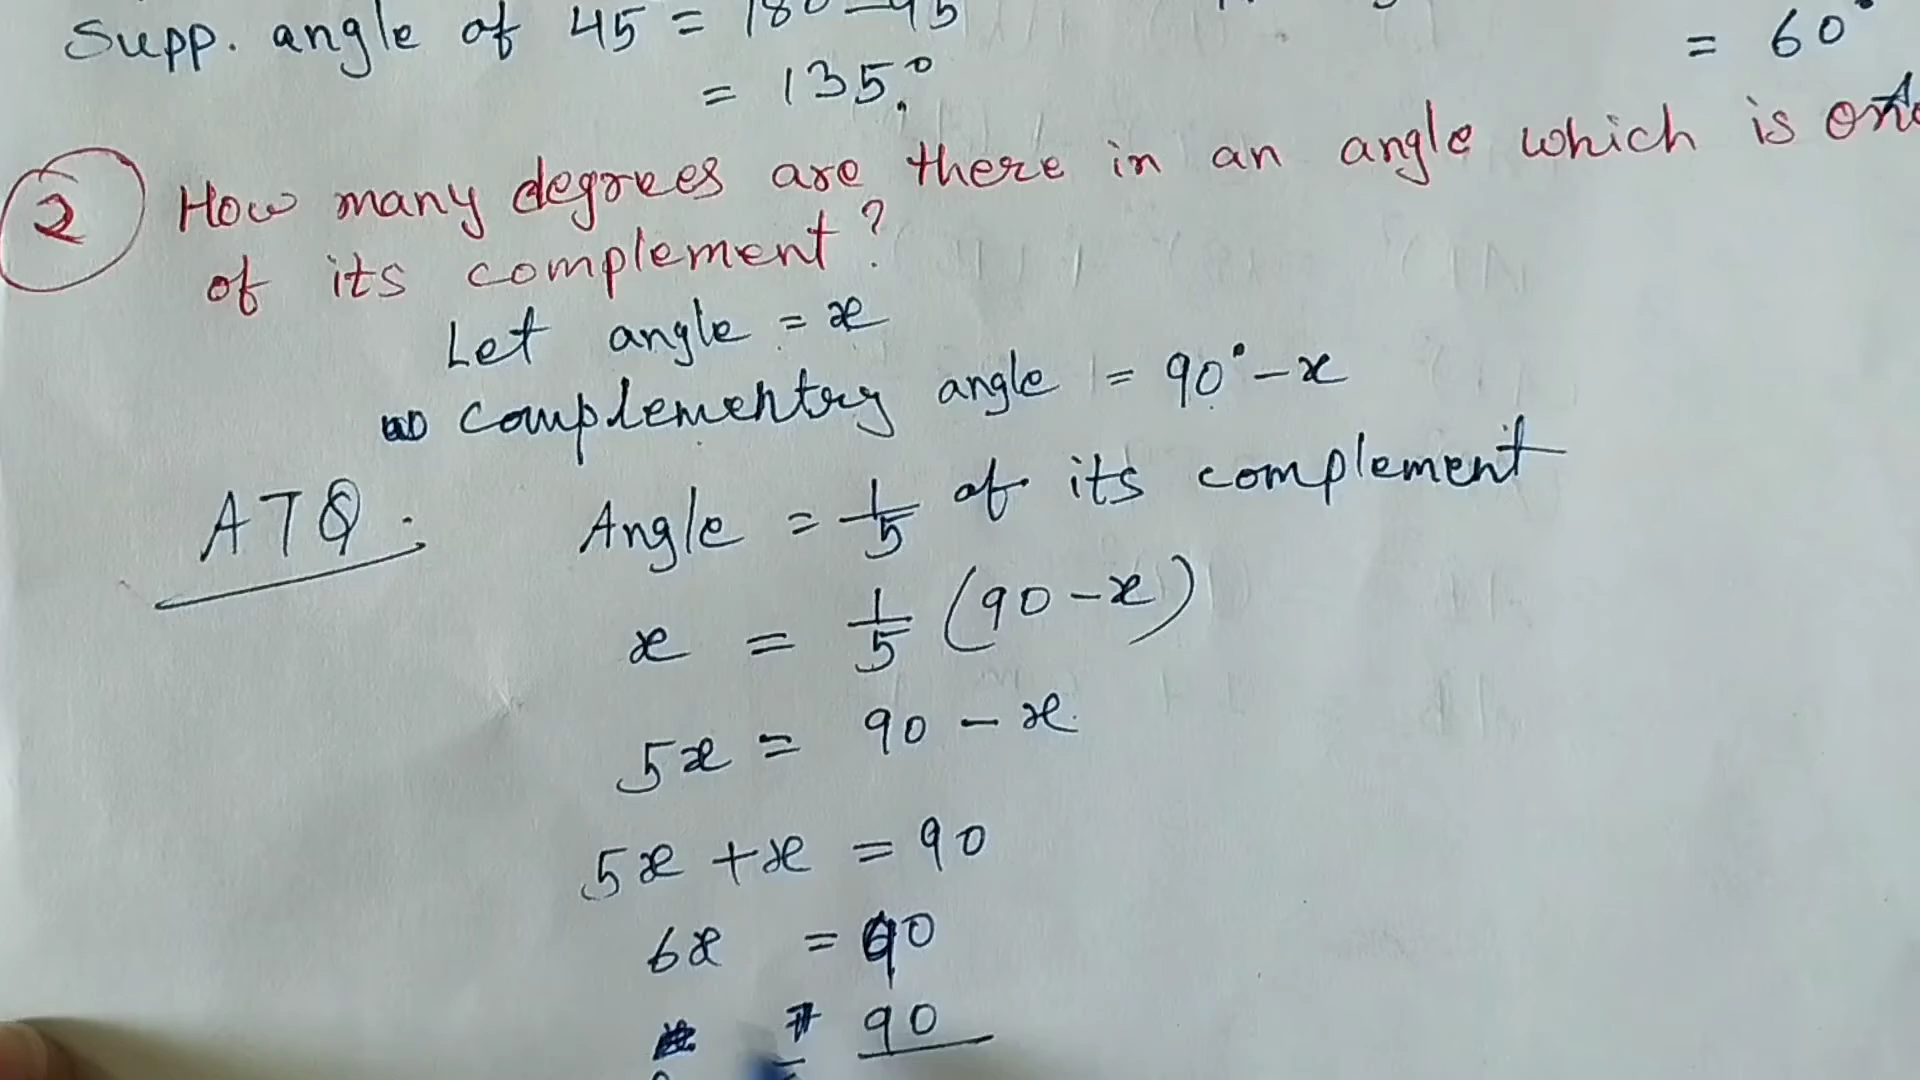 Supp. angle of 45 = 180 - 45
= 135°
= 60°
② How many degrees are there in an angle which is one
of its complement?
Let angle = x
complementry angle = 90° - x
ATQ. Angle = 1/5 of its complement
x = 1/5 (90 - x)
5x = 90 - x
5x + x = 90
6x = 90
= 90